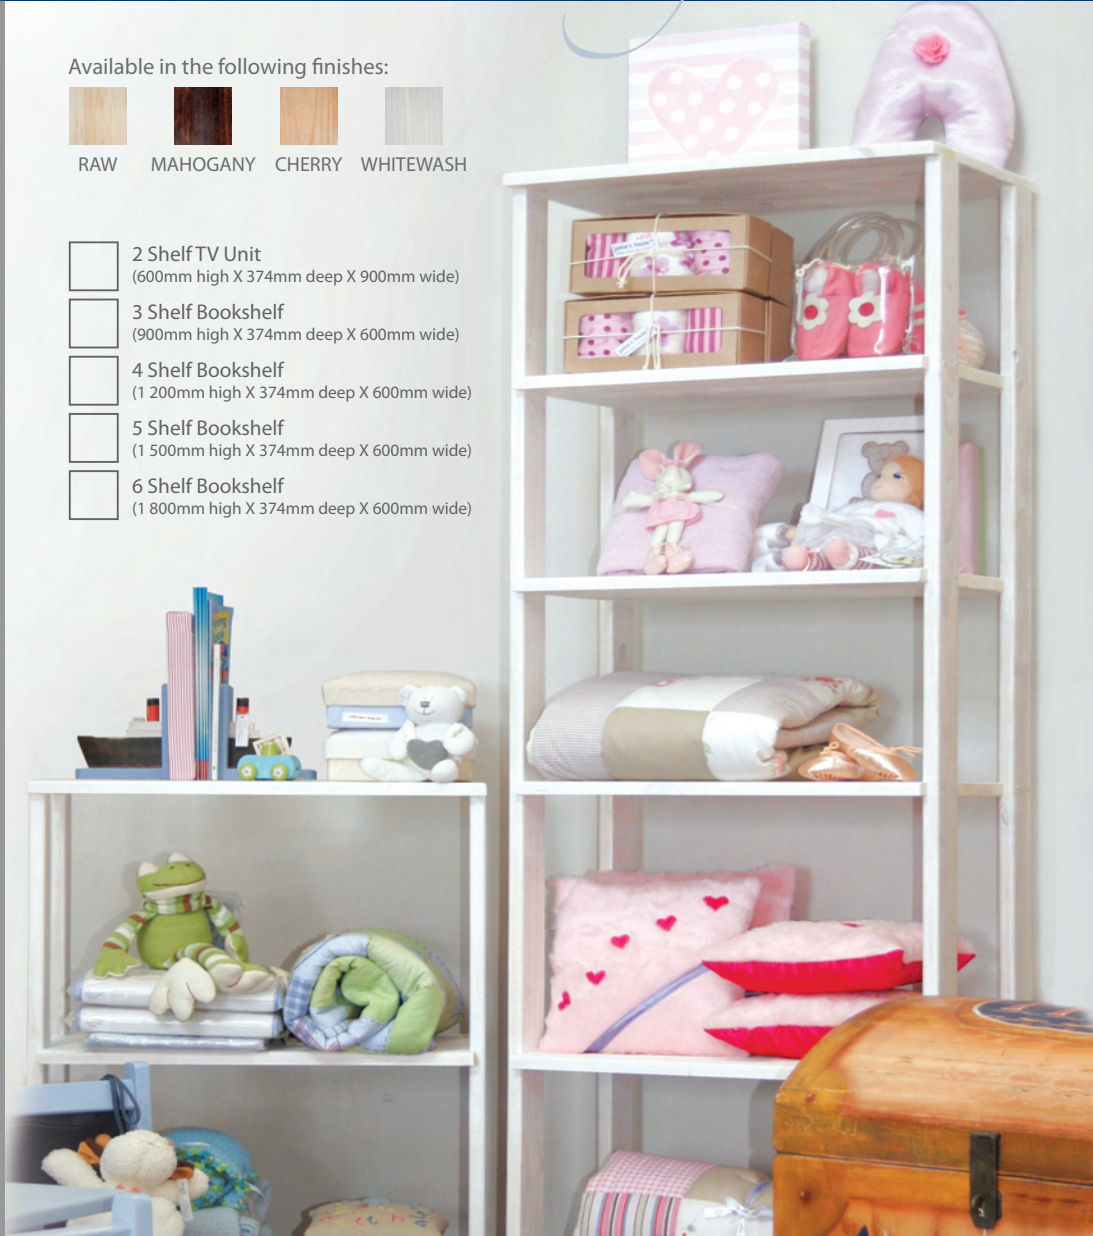 Available in the following finishes:
RAW MAHOGANY CHERRY WHITEWASH
2 Shelf TV Unit
(600mm high X 374mm deep X 900mm wide)
3 Shelf Bookshelf
(900mm high X 374mm deep X 600mm wide)
4 Shelf Bookshelf
(1 200mm high X 374mm deep X 600mm wide)
5 Shelf Bookshelf
(1 500mm high X 374mm deep X 600mm wide)
6 Shelf Bookshelf
(1 800mm high X 374mm deep X 600mm wide)